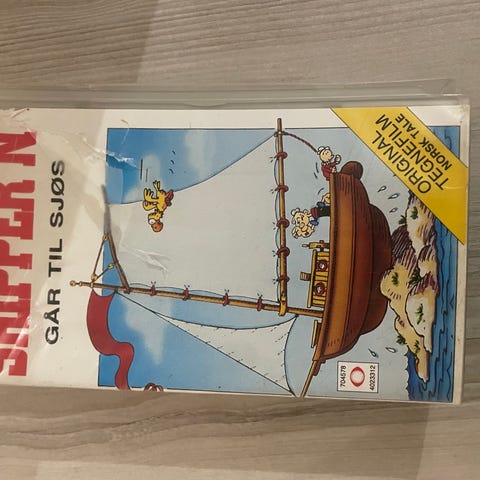 SKIPPER N
GÅR TIL SJØS
ORIGINAL
TEGNEFILM
NORSK TALE
704578
4023312